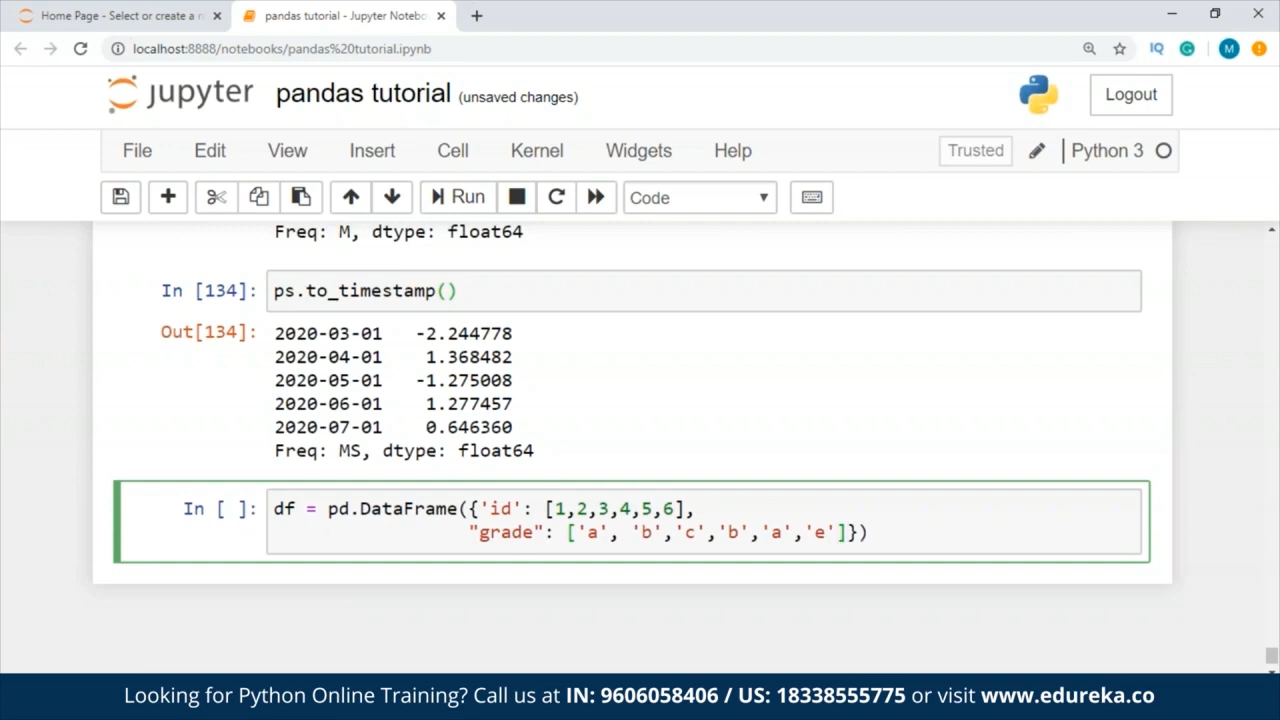 Home Page - Select or create a n
pandas tutorial - Jupyter Notebo
localhost:8888/notebooks/pandas%20tutorial.ipynb
IQ
G
M
jupyter pandas tutorial (unsaved changes)
Logout
File Edit View Insert Cell Kernel Widgets Help
Trusted Python 3
Run
Code
Freq: M, dtype: float64
In [134]: ps.to_timestamp()
Out[134]: 2020-03-01 -2.244778
2020-04-01 1.368482
2020-05-01 -1.275008
2020-06-01 1.277457
2020-07-01 0.646360
Freq: MS, dtype: float64
In [ ]: df = pd.DataFrame({'id': [1,2,3,4,5,6],
"grade": ['a', 'b','c','b','a','e']})
Looking for Python Online Training? Call us at IN: 9606058406 / US: 18338555775 or visit www.edureka.co